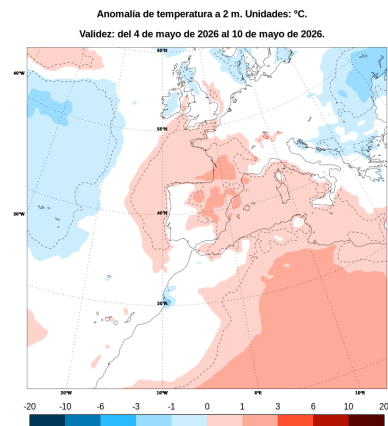 Anomalía de temperatura a 2 m. Unidades: ºC.
Validez: del 4 de mayo de 2026 al 10 de mayo de 2026.
60°N
40°W
50°N
30°W
40°N
30°N
20°W 10°W 0°E 10°E
-20 -10 -6 -3 -1 0 1 3 6 10 20